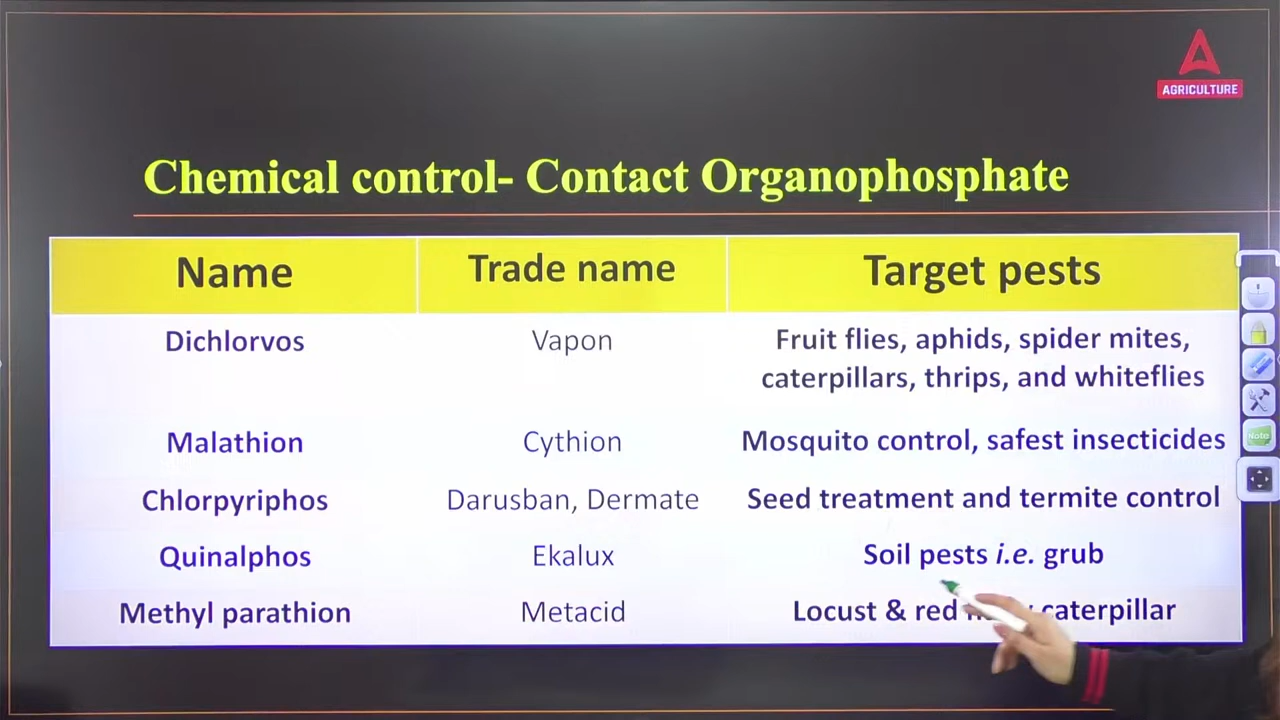 AGRICULTURE
Chemical control- Contact Organophosphate
Name Trade name Target pests
Dichlorvos Vapon Fruit flies, aphids, spider mites,
caterpillars, thrips, and whiteflies
Malathion Cythion Mosquito control, safest insecticides
Chlorpyriphos Darusban, Dermate Seed treatment and termite control
Quinalphos Ekalux Soil pests i.e. grub
Methyl parathion Metacid Locust & red caterpillar
Note